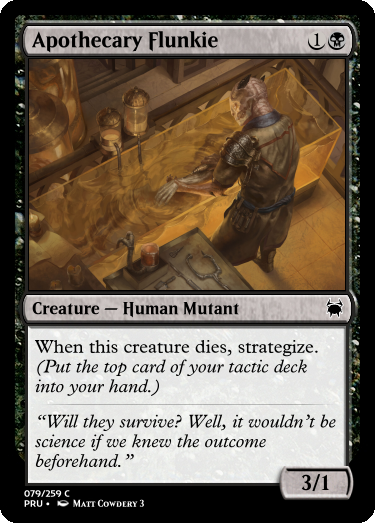 Apothecary Flunkie 1
Creature — Human Mutant
When this creature dies, strategize.
(Put the top card of your tactic deck
into your hand.)
“Will they survive? Well, it wouldn’t be
science if we knew the outcome
beforehand.”
3/1
079/259 C
PRU • Matt Cowdery 3